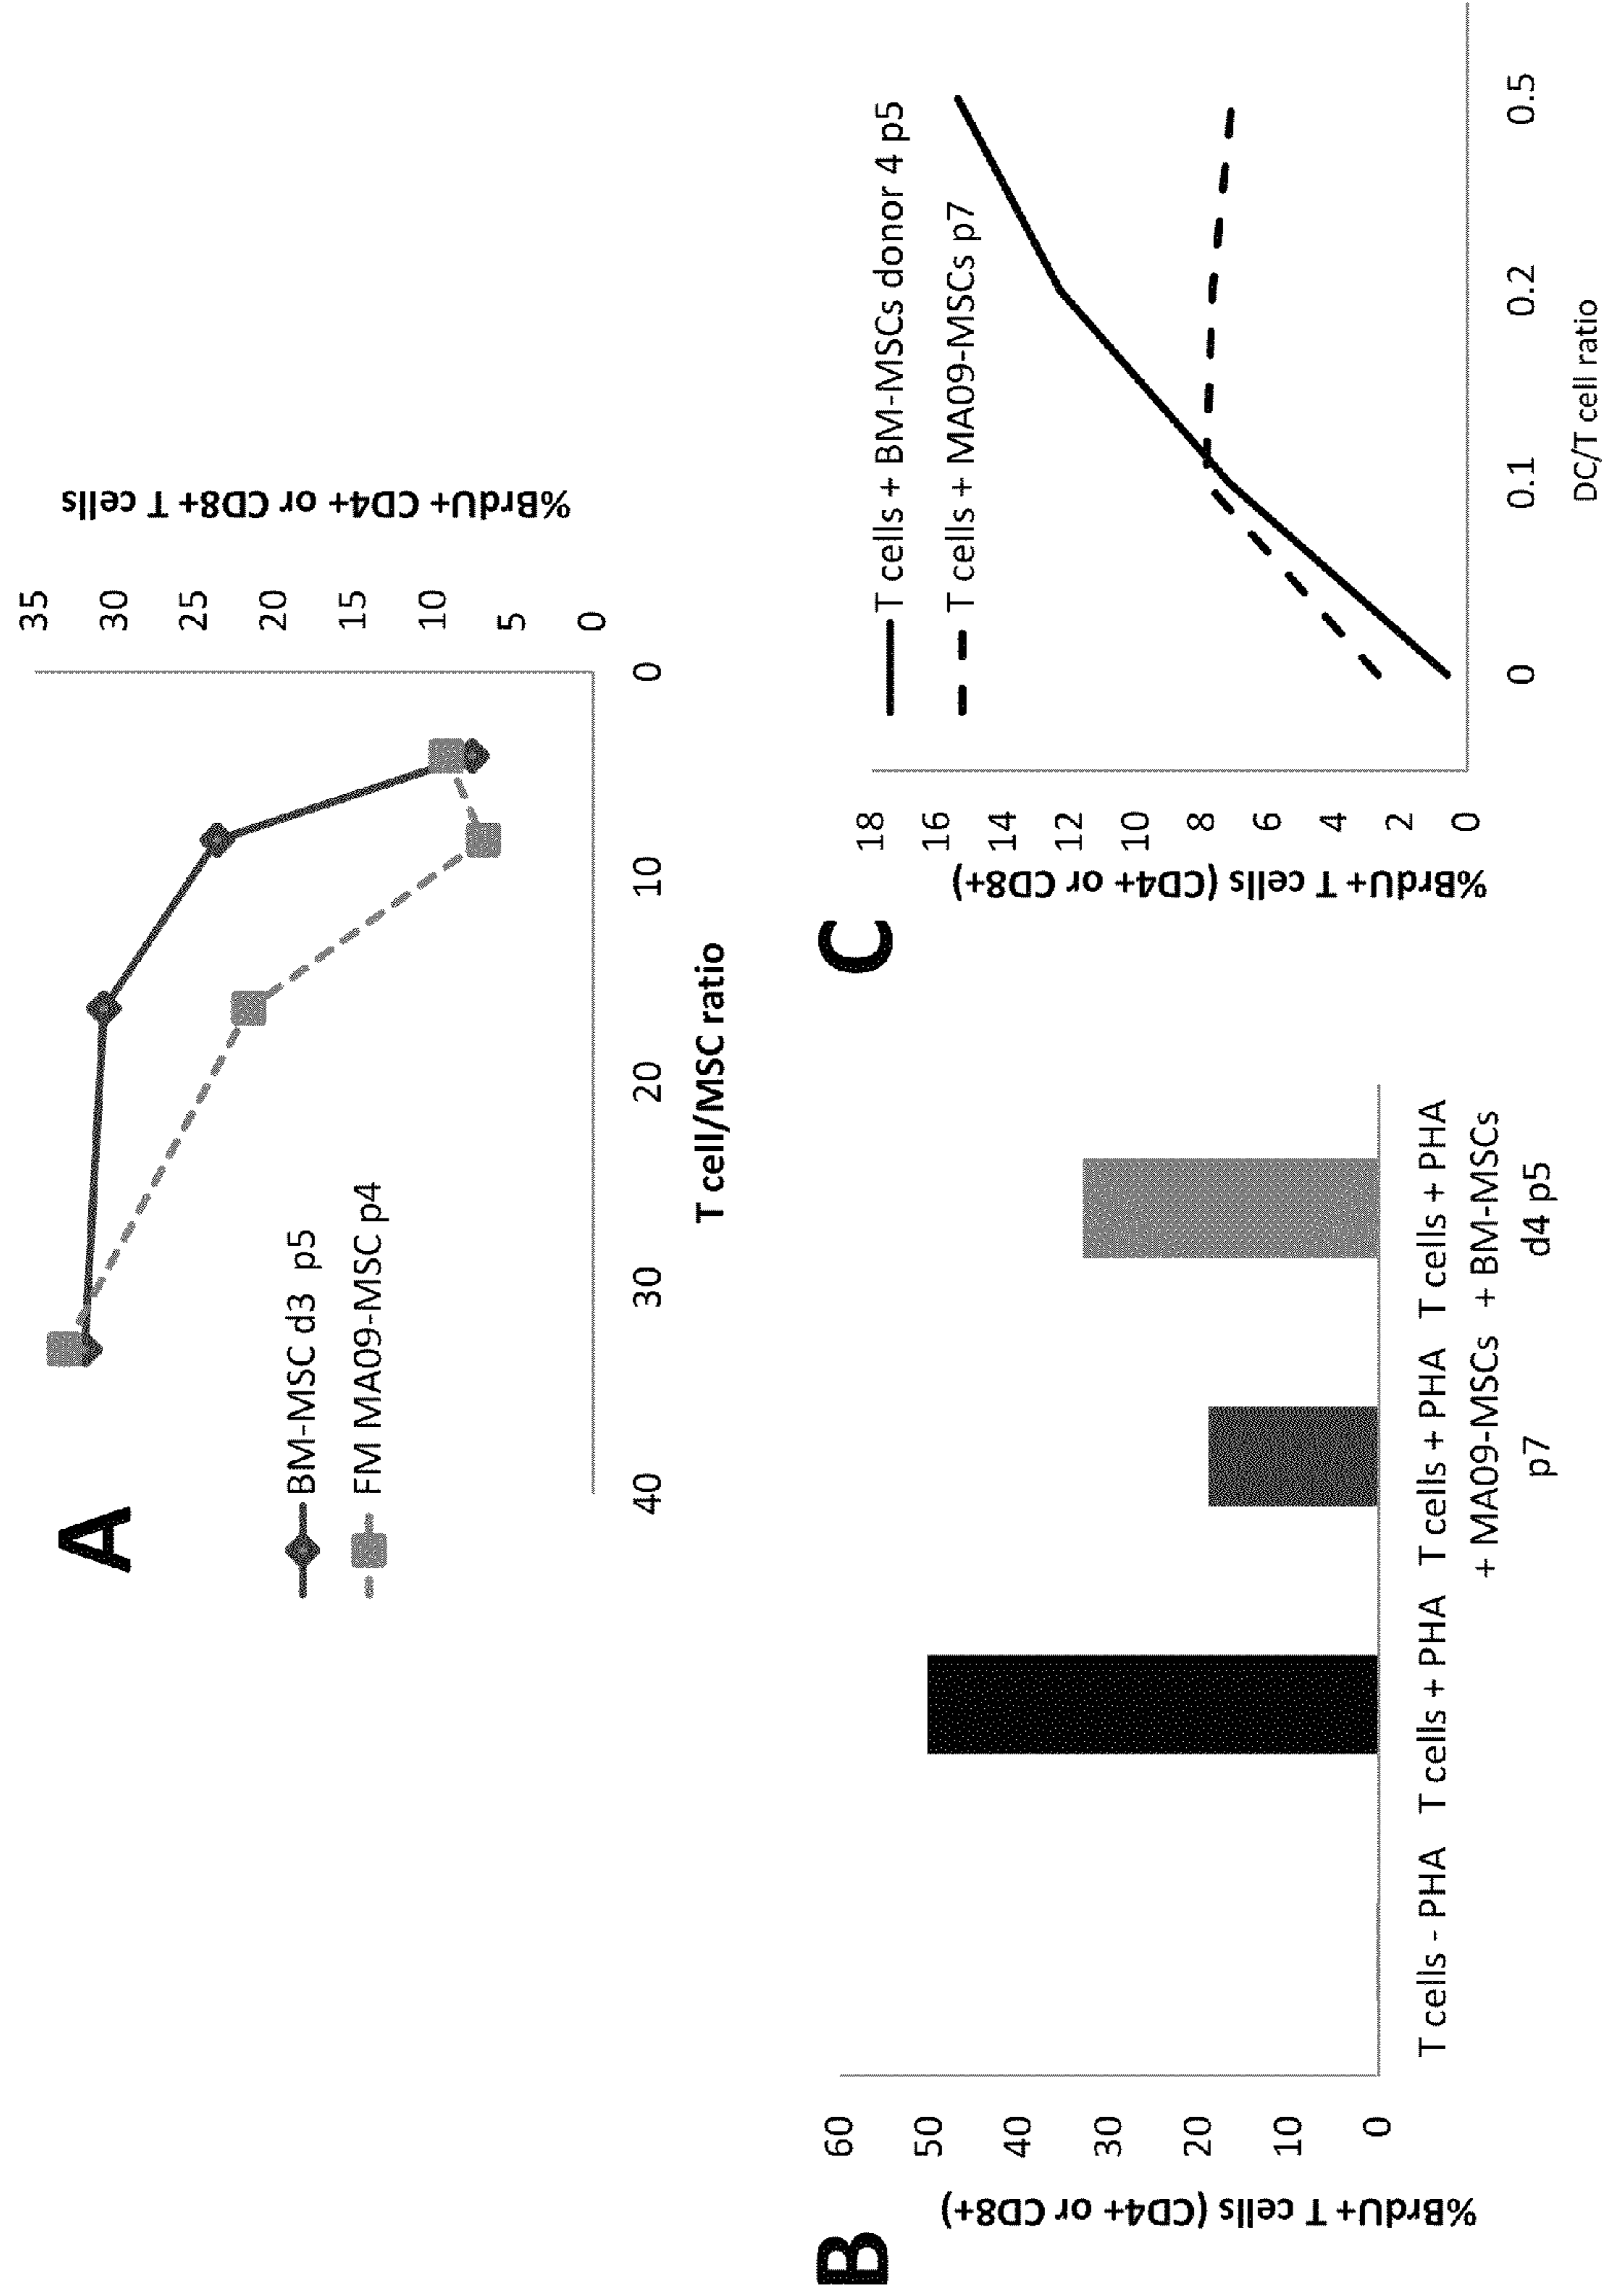 A
BM-MSC d3 p5
FM MA09-MSC p4
%BrdU+ CD4+ or CD8+ T cells
35
30
25
20
15
10
5
0
40
30
20
10
0
T cell/MSC ratio
B
%BrdU+ T cells (CD4+ or CD8+)
60
50
40
30
20
10
0
T cells - PHA
T cells + PHA
T cells + PHA
+ MA09-MSCs
p7
T cells + PHA
+ BM-MSCs
d4 p5
C
%BrdU+ T cells (CD4+ or CD8+)
18
16
14
12
10
8
6
4
2
0
T cells + BM-MSCs donor 4 p5
T cells + MA09-MSCs p7
0
0.1
0.2
0.5
DC/T cell ratio